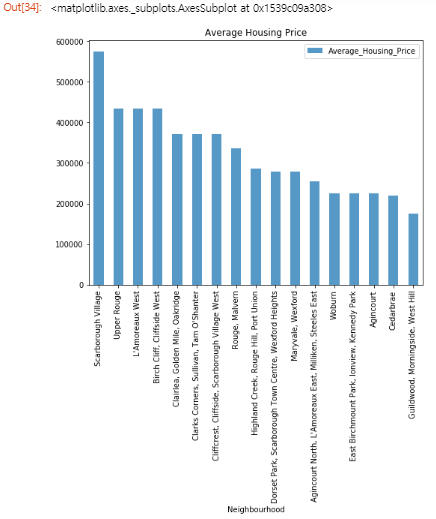 Out[34]: <matplotlib.axes._subplots.AxesSubplot at 0x1539c09a308>
Average Housing Price
Average_Housing_Price
600000
500000
400000
300000
200000
100000
0
Scarborough Village
Upper Rouge
L'Amoreaux West
Birch Cliff, Cliffside West
Clairlea, Golden Mile, Oakridge
Clarks Corners, Sullivan, Tam O'Shanter
Cliffcrest, Cliffside, Scarborough Village West
Rouge, Malvern
Highland Creek, Rouge Hill, Port Union
Dorset Park, Scarborough Town Centre, Wexford Heights
Maryvale, Wexford
Agincourt North, L'Amoreaux East, Milliken, Steeles East
Woburn
East Birchmount Park, Ionview, Kennedy Park
Agincourt
Cedarbrae
Guildwood, Morningside, West Hill
Neighbourhood